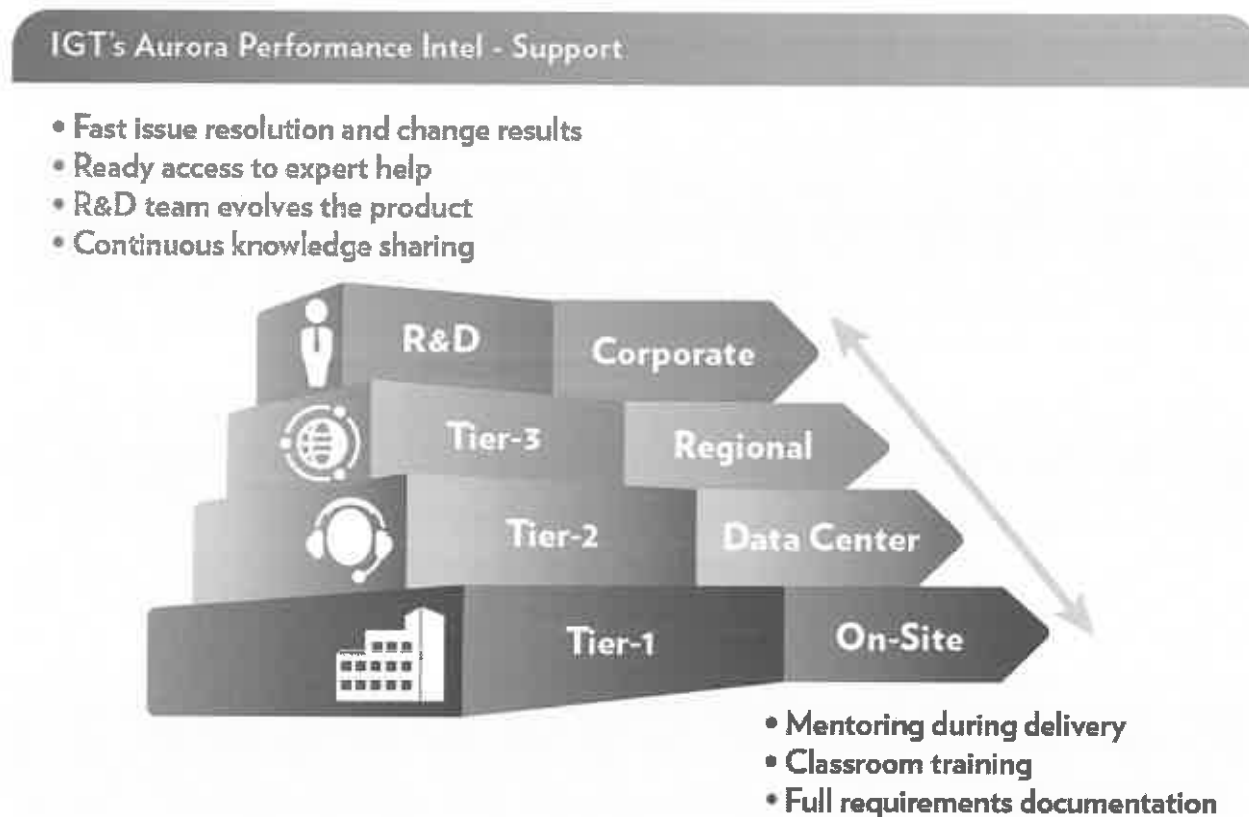 IGT's Aurora Performance Intel - Support
• Fast issue resolution and change results
• Ready access to expert help
• R&D team evolves the product
• Continuous knowledge sharing
R&D Corporate
Tier-3 Regional
Tier-2 Data Center
Tier-1 On-Site
• Mentoring during delivery
• Classroom training
• Full requirements documentation